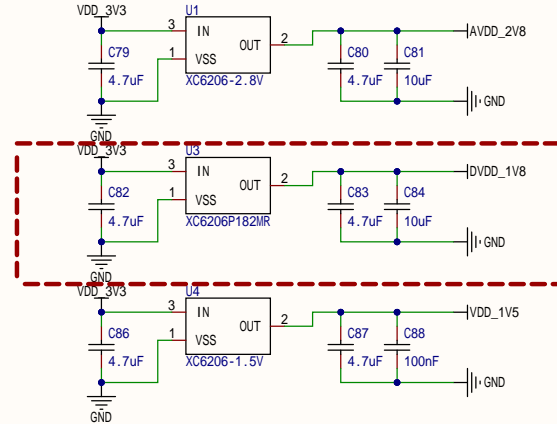 VDD_3V3
U1
3
IN
OUT
2
AVDD_2V8
C79
1
VSS
C80
C81
4.7uF
XC6206-2.8V
4.7uF
10uF
GND
GND
VDD_3V3
U3
3
IN
OUT
2
DVDD_1V8
C82
1
VSS
C83
C84
4.7uF
XC6206P182MR
4.7uF
10uF
GND
GND
VDD_3V3
U4
3
IN
OUT
2
VDD_1V5
C86
1
VSS
C87
C88
4.7uF
XC6206-1.5V
4.7uF
100nF
GND
GND